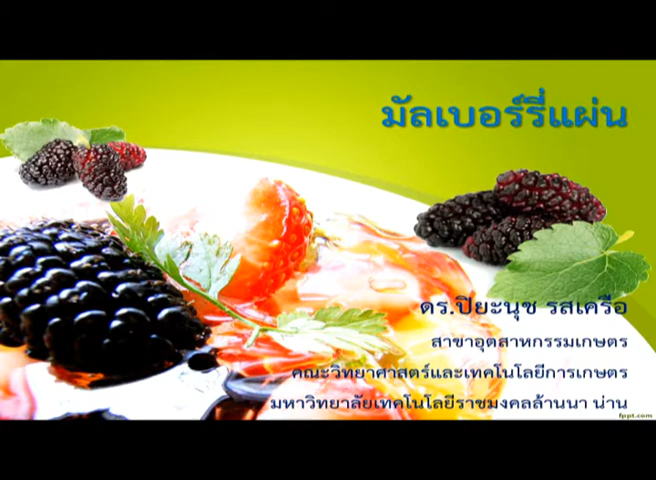 มัลเบอร์รี่แผ่น
ดร.ปิยะนุช รสเครือ
สาขาอุตสาหกรรมเกษตร
คณะวิทยาศาสตร์และเทคโนโลยีการเกษตร
มหาวิทยาลัยเทคโนโลยีราชมงคลล้านนา น่าน
fppt.com